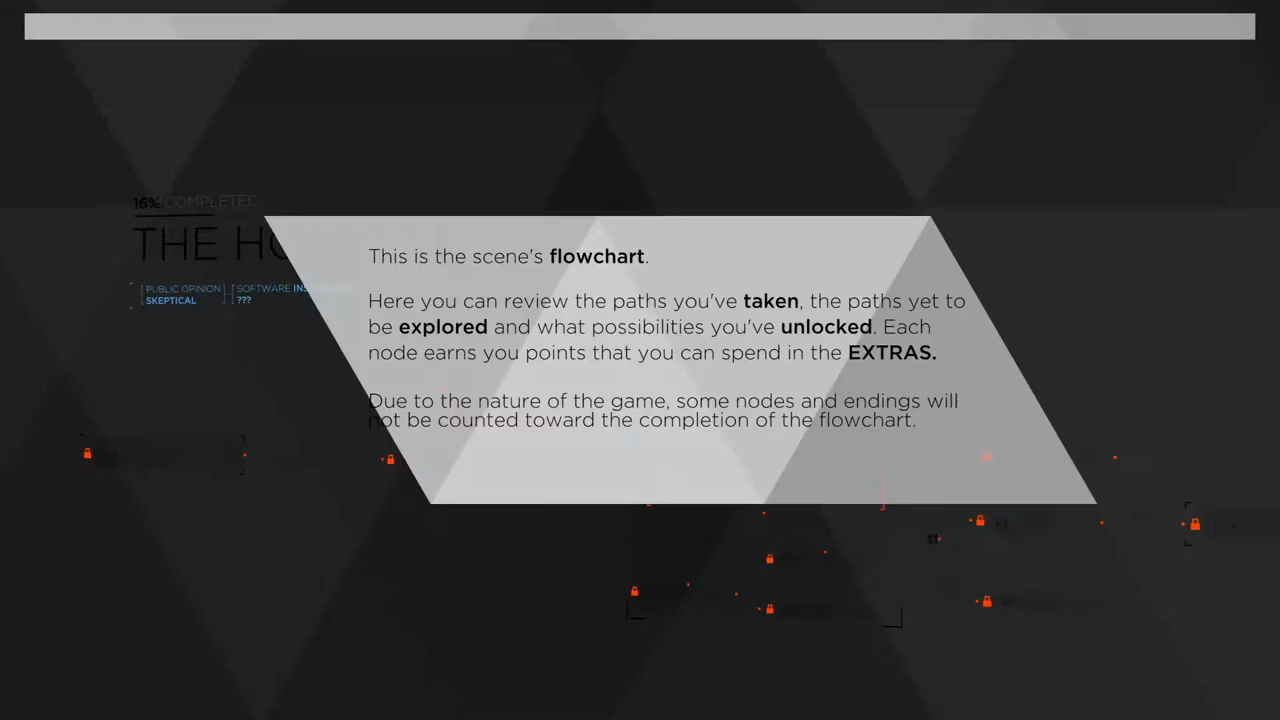 16% COMPLETED
THE HO
PUBLIC OPINION
SKEPTICAL
SOFTWARE
???
This is the scene's flowchart.
Here you can review the paths you've taken, the paths yet to
be explored and what possibilities you've unlocked. Each
node earns you points that you can spend in the EXTRAS.
Due to the nature of the game, some nodes and endings will
not be counted toward the completion of the flowchart.